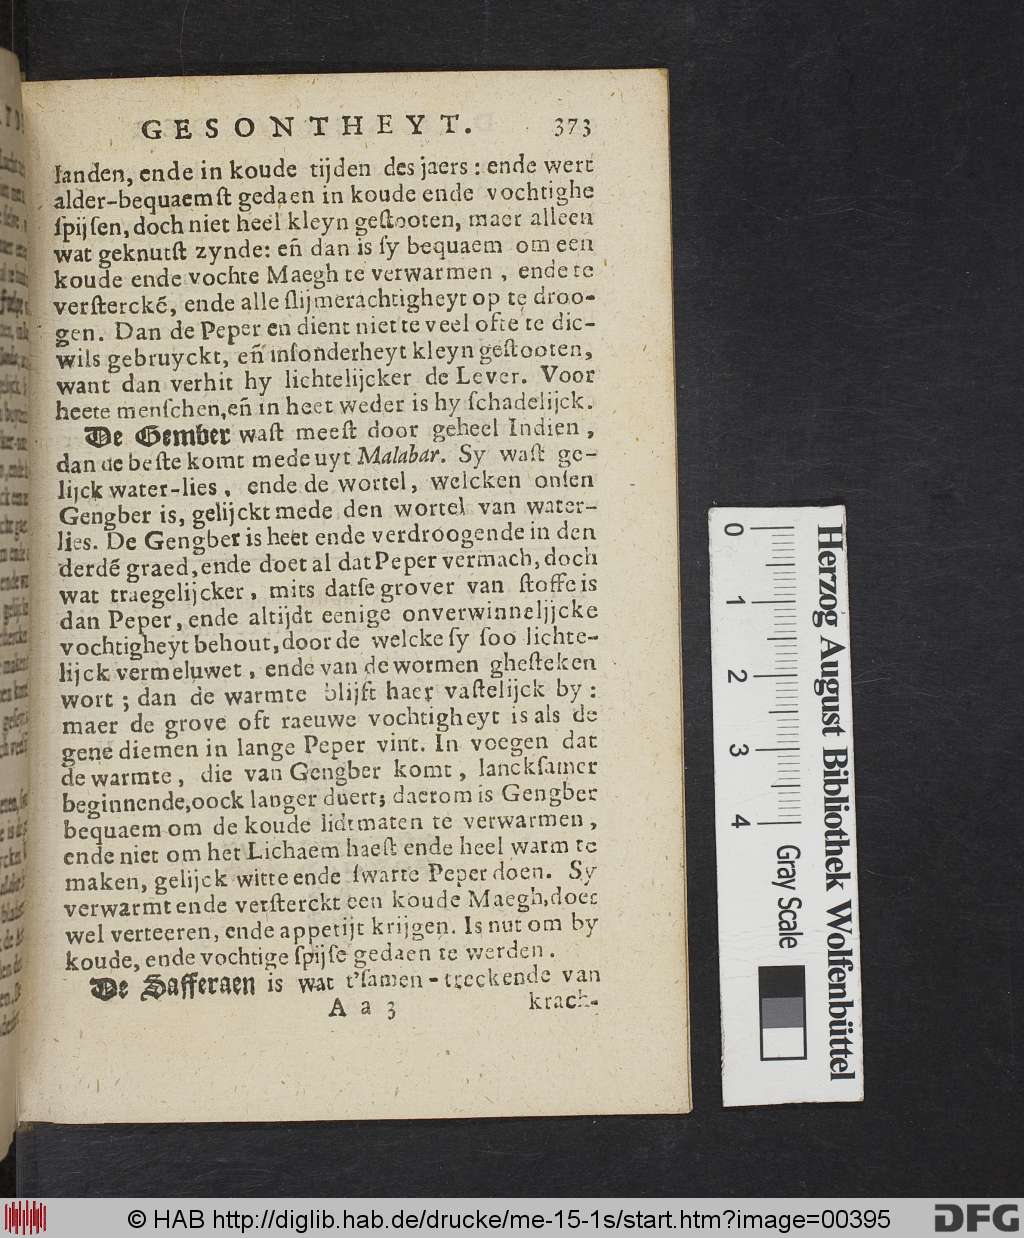 GESONTHEYT. 373
landen, ende in koude tijden des jaers : ende wert
alder-bequaemſt gedaen in koude ende vochtighe
ſpijſen, doch niet heel kleyn geſtooten, maer alleen
wat geknutſt zynde: eñ dan is ſy bequaem om een
koude ende vochte Maegh te verwarmen , ende te
verſterckē, ende alle ſlijmerachtigheyt op te droo-
gen. Dan de Peper en dient niet te veel ofte te dic-
wils gebruyckt, eñ inſonderheyt kleyn geſtooten,
want dan verhit hy lichtelijcker de Lever. Voor
heete menſchen, eñ in heet weder is hy ſchadelijck.
De Gember waſt meeſt door geheel Indien ,
dan de beſte komt mede uyt Malabar. Sy waſt ge-
lijck water-lies , ende de wortel, welcken onſen
Gengber is, gelijckt mede den wortel van water-
lies. De Gengber is heet ende verdroogende in den
derdē graed, ende doet al dat Peper vermach, doch
wat traegelijcker , mits datſe grover van ſtoffe is
dan Peper, ende altijdt eenige onverwinnelijcke
vochtigheyt behout, door de welcke ſy ſoo lichte-
lijck vermeluwet , ende van de wormen gheſteken
wort ; dan de warmte blijft haer vaſtelijck by :
maer de grove oft raeuwe vochtigheyt is als de
gene diemen in lange Peper vint. In voegen dat
de warmte , die van Gengber komt , lanckſamer
beginnende, oock langer duert; daerom is Gengber
bequaem om de koude lidtmaten te verwarmen ,
ende niet om het Lichaem haeſt ende heel warm te
maken, gelijck witte ende ſwarte Peper doen. Sy
verwarmt ende verſterckt een koude Maegh, doet
wel verteeren, ende appetijt krijgen. Is nut om by
koude, ende vochtige ſpijſe gedaen te werden .
De Safferaen is wat t'ſamen-treckende van
A a 3 krach-
Herzog August Bibliothek Wolfenbüttel
0 1 2 3 4 Gray Scale
© HAB http://diglib.hab.de/drucke/me-15-1s/start.htm?image=00395
DFG